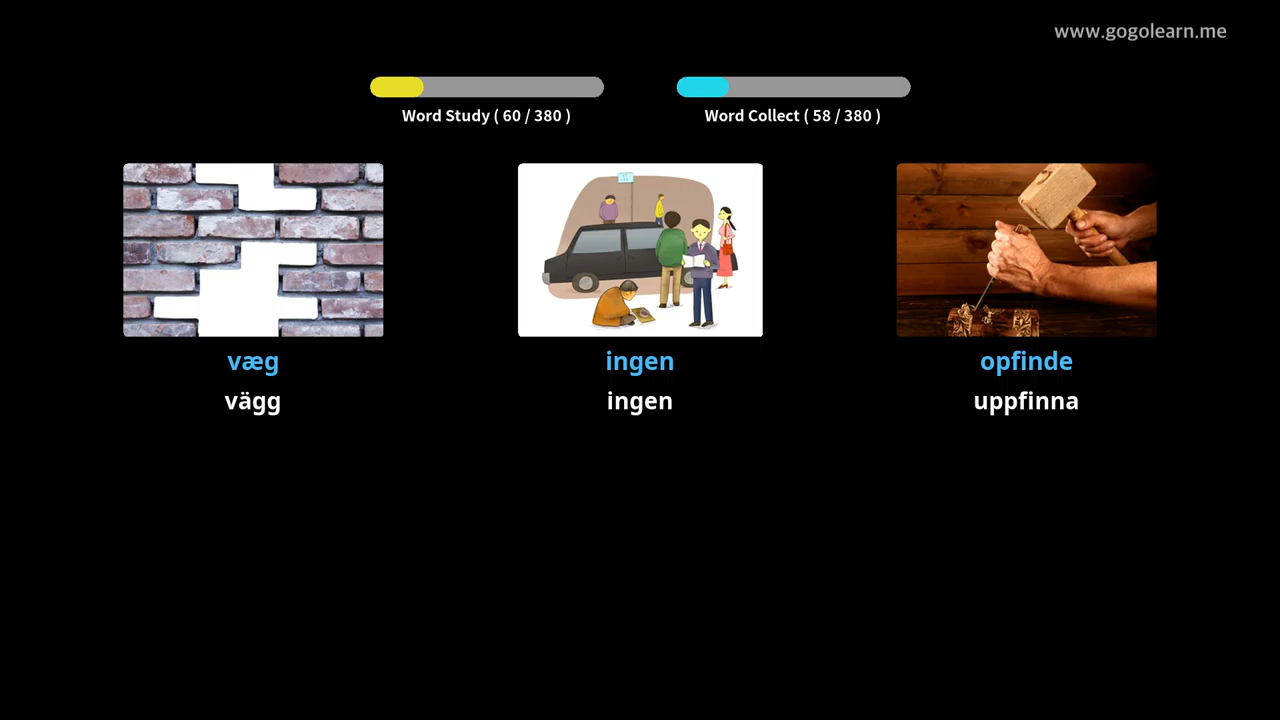 www.gogolearn.me
Word Study ( 60 / 380 )
Word Collect ( 58 / 380 )
væg
ingen
opfinde
vägg
ingen
uppfinna